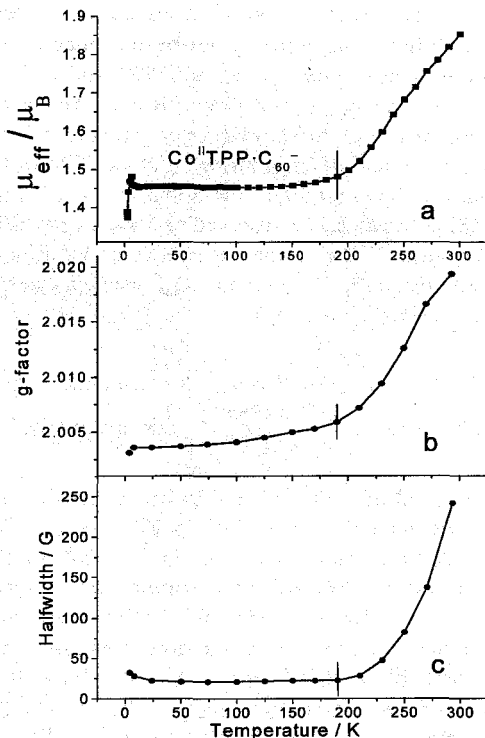 μeff / μB
1.9
1.8
1.7
1.6
1.5
1.4
CoIITPP·C60−
0 50 100 150 200 250 300
a
g-factor
2.020
2.015
2.010
2.005
b
Halfwidth / G
250
200
150
100
50
0
c
0 50 100 150 200 250 300
Temperature / K